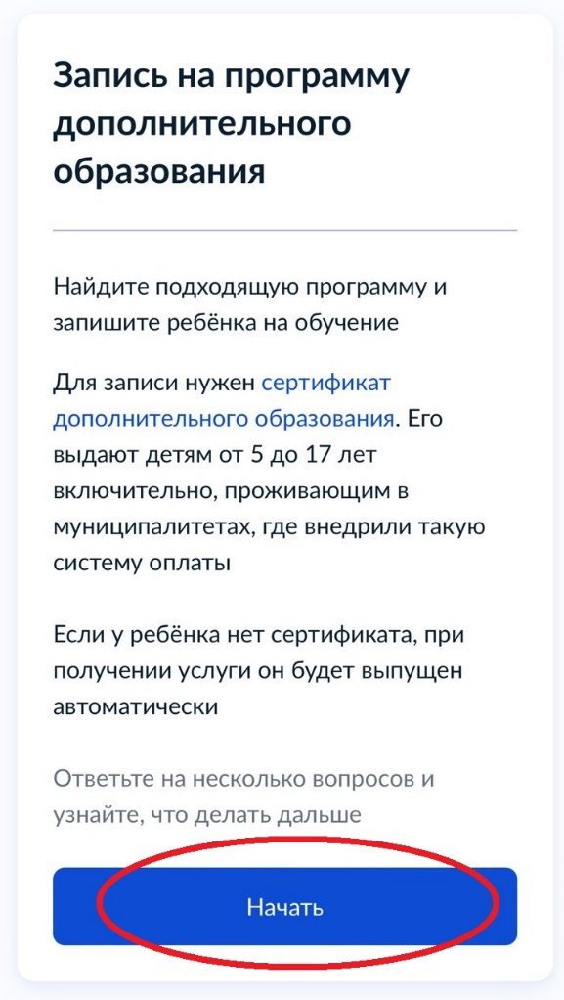 Запись на программу
дополнительного
образования
Найдите подходящую программу и
запишите ребёнка на обучение
Для записи нужен сертификат
дополнительного образования. Его
выдают детям от 5 до 17 лет
включительно, проживающим в
муниципалитетах, где внедрили такую
систему оплаты
Если у ребёнка нет сертификата, при
получении услуги он будет выпущен
автоматически
Ответьте на несколько вопросов и
узнайте, что делать дальше
Начать